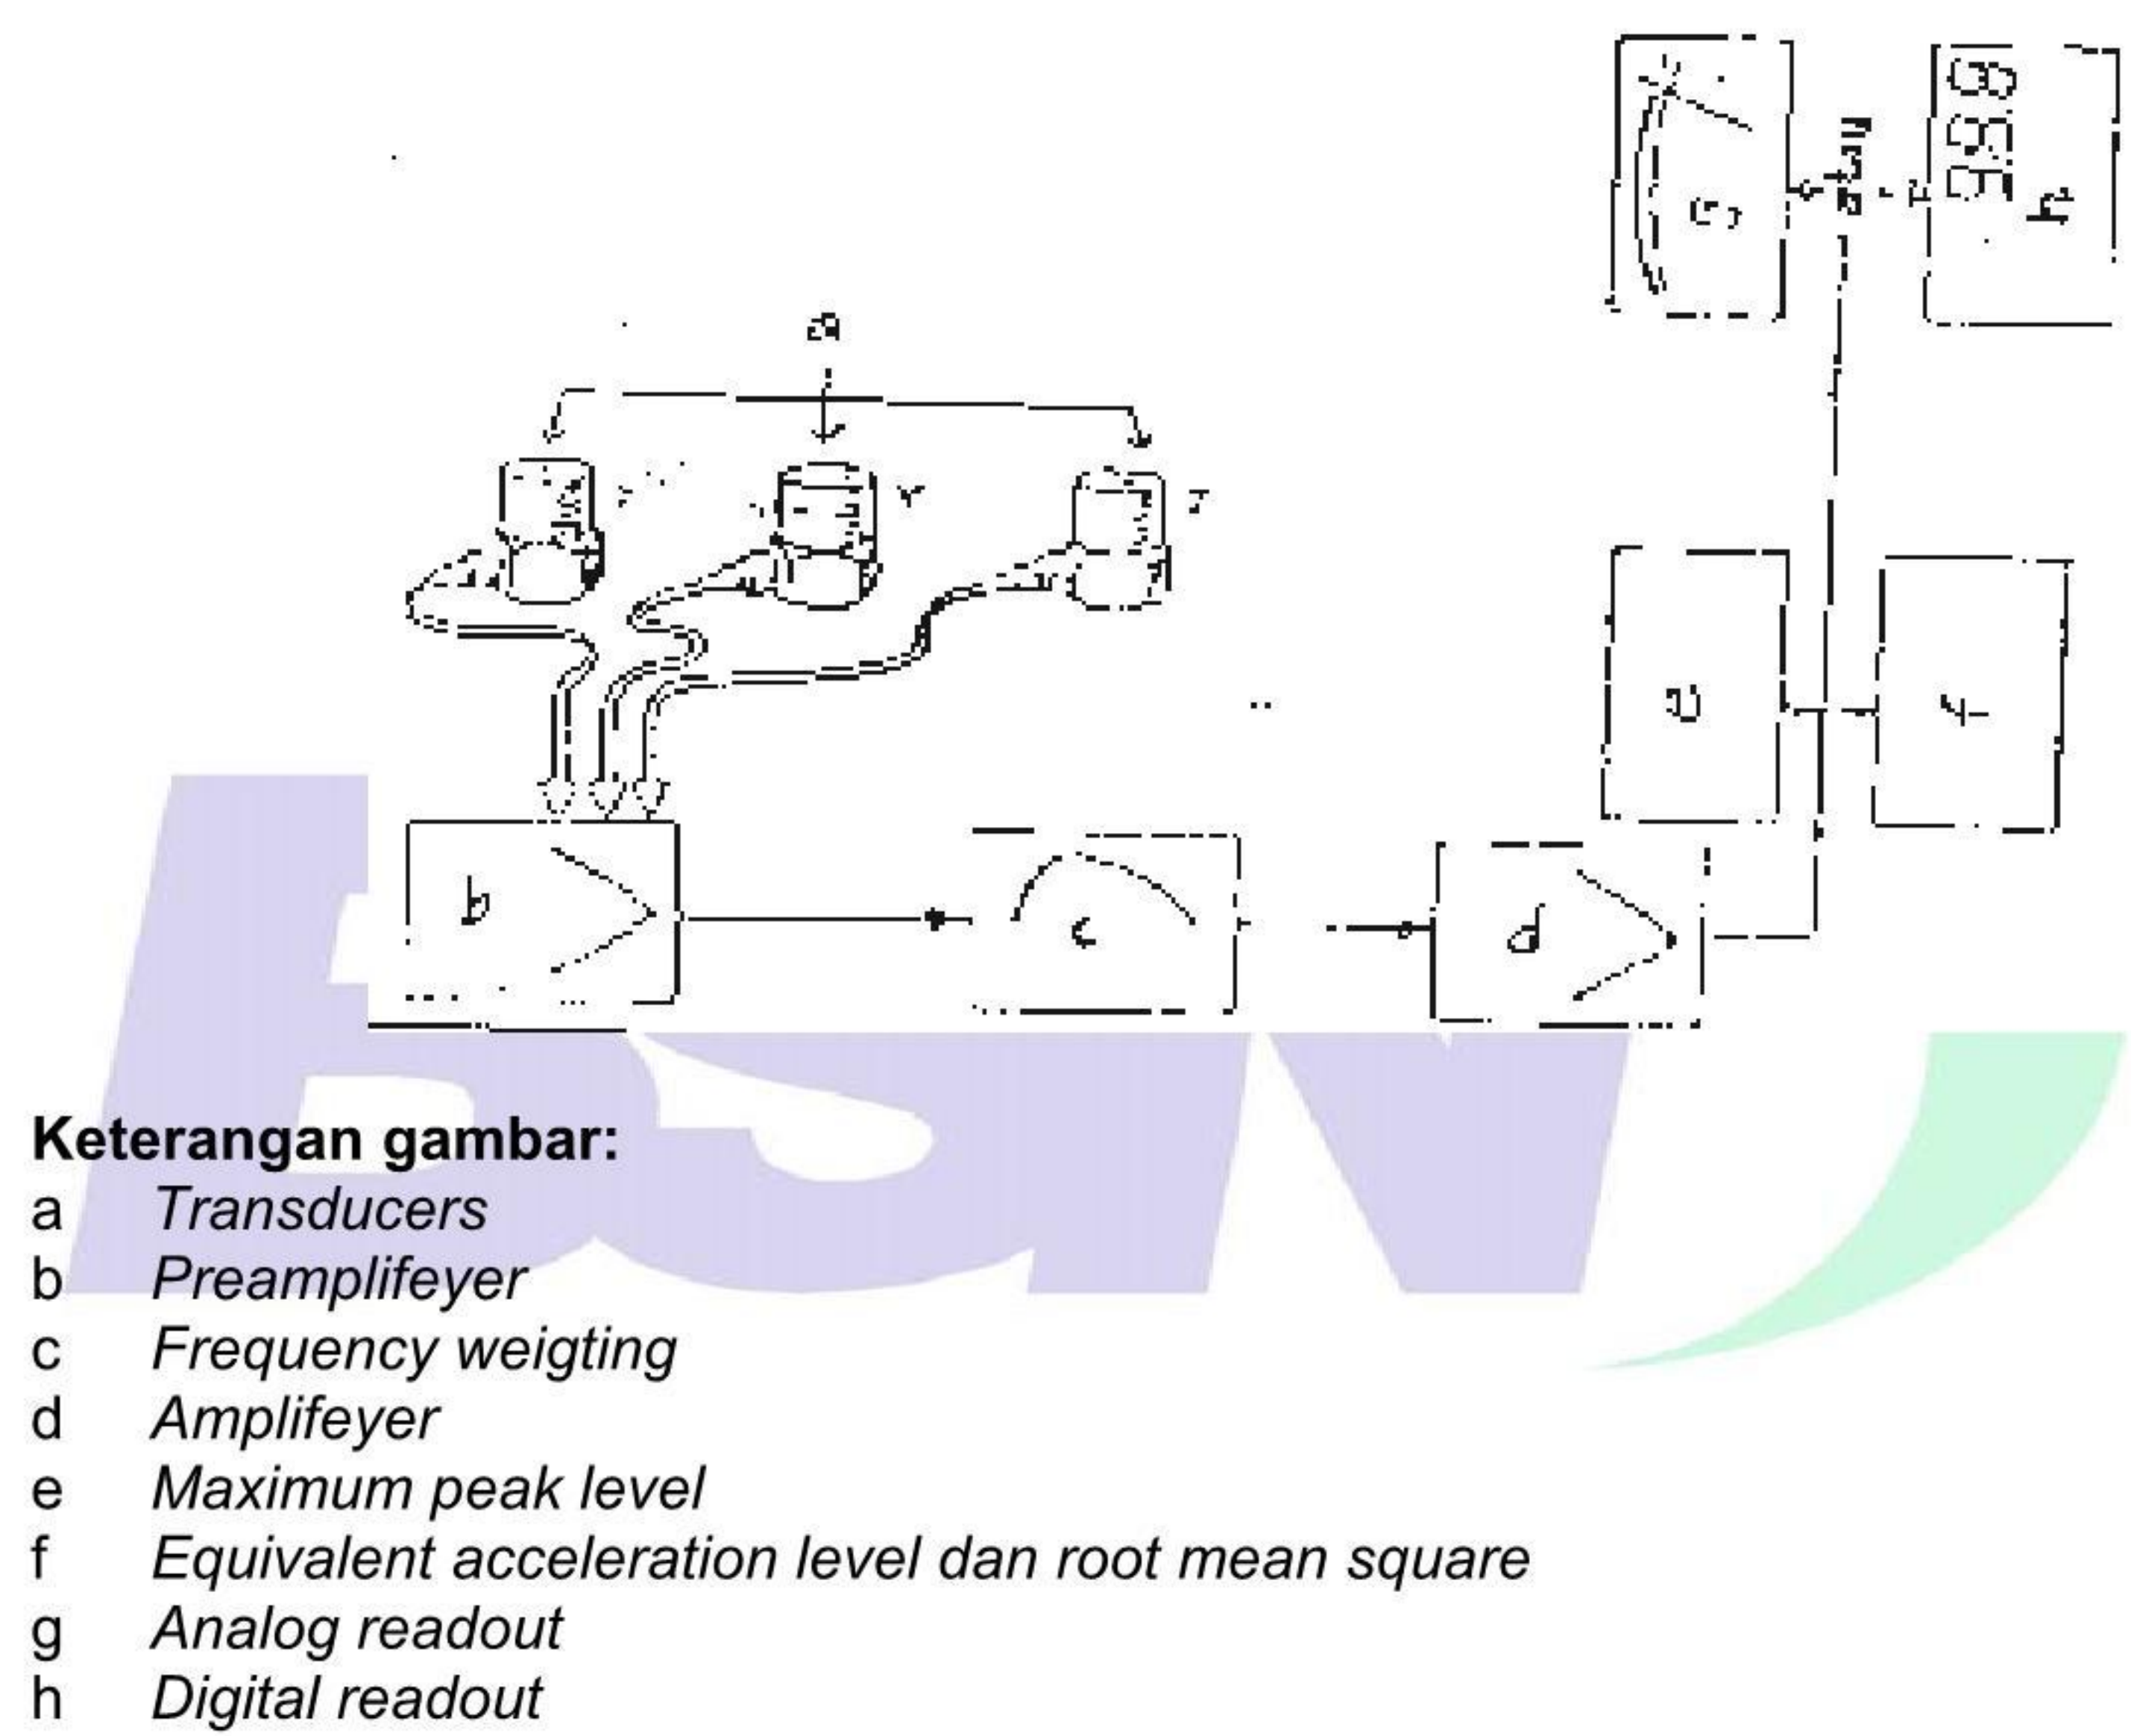 a
b
c
d
e
f
g
h
Keterangan gambar:
a Transducers
b Preamplifeyer
c Frequency weigting
d Amplifeyer
e Maximum peak level
f Equivalent acceleration level dan root mean square
g Analog readout
h Digital readout
bsn